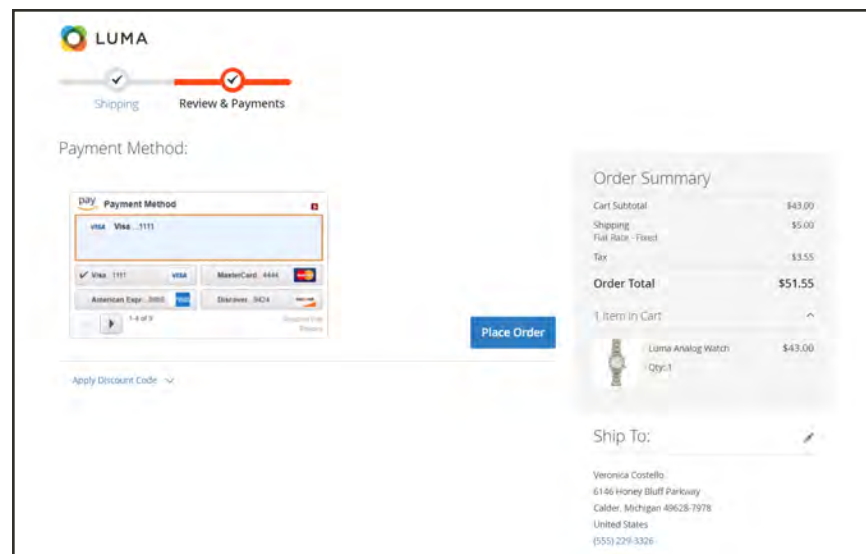 LUMA
Shipping
Review & Payments
Payment Method:
pay Payment Method
VISA Visa ...1111
Visa ...1111 VISA
MasterCard ...4444
American Expr...
Discover ...9424
1-4 of 9
Place Order
Apply Discount Code
Order Summary
Cart Subtotal $43.00
Shipping $5.00
Flat Rate - Fixed
Tax $3.55
Order Total $51.55
1 Item in Cart
Luma Analog Watch $43.00
Qty: 1
Ship To:
Veronica Costello
6146 Honey Bluff Parkway
Calder, Michigan 49628-7978
United States
(555) 229-3326